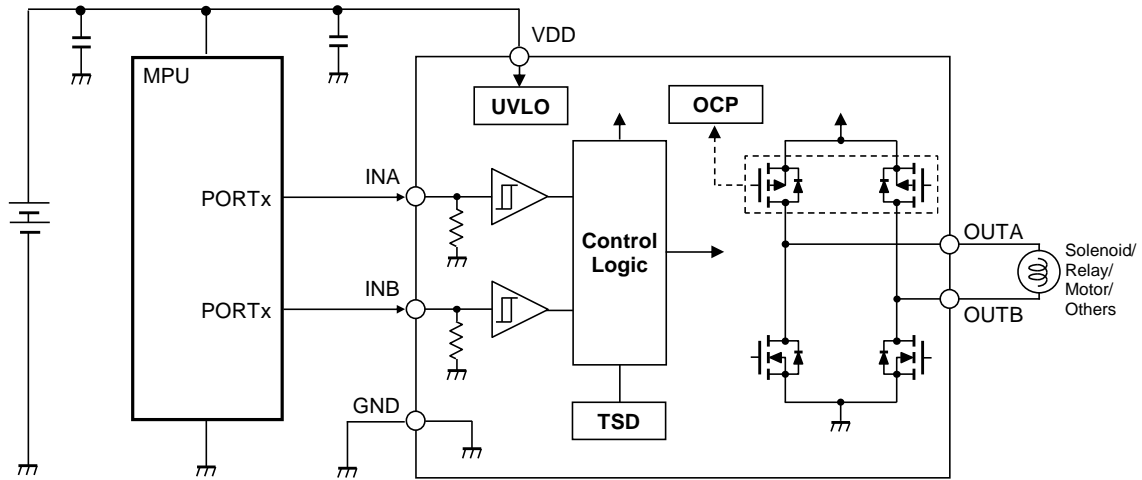 VDD
MPU
UVLO
OCP
INA
PORTx
Control
Logic
OUTA
Solenoid/
Relay/
Motor/
Others
INB
PORTx
OUTB
GND
TSD